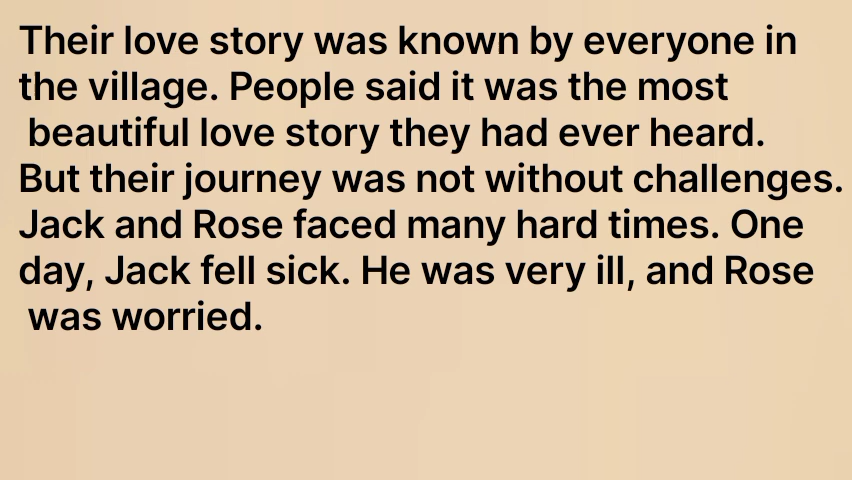 Their love story was known by everyone in
the village. People said it was the most
beautiful love story they had ever heard.
But their journey was not without challenges.
Jack and Rose faced many hard times. One
day, Jack fell sick. He was very ill, and Rose
was worried.